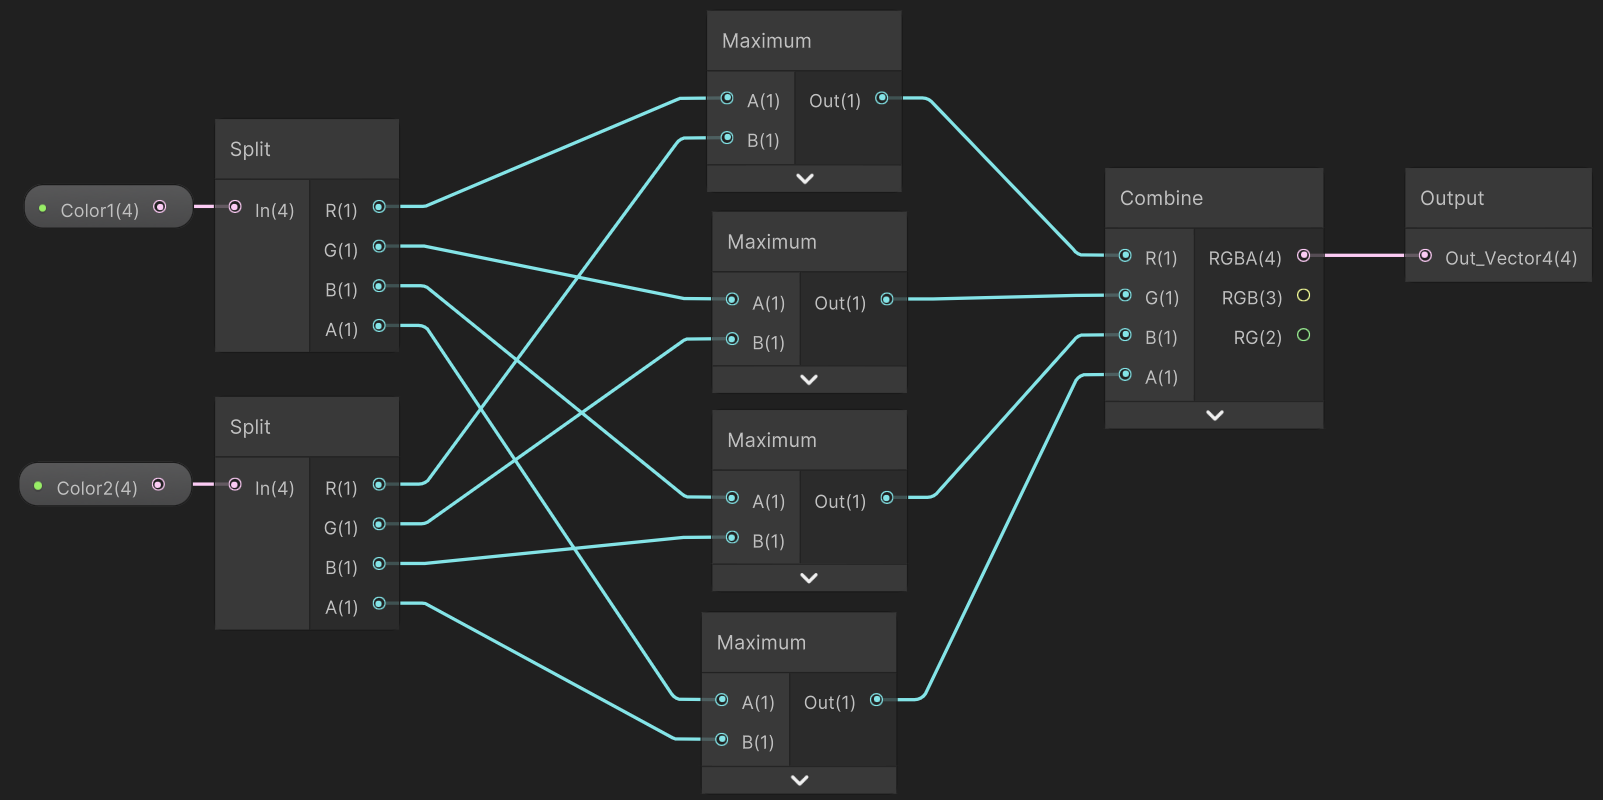 Color1(4)
Split
In(4)
R(1)
G(1)
B(1)
A(1)
Color2(4)
Split
In(4)
R(1)
G(1)
B(1)
A(1)
Maximum
A(1) Out(1)
B(1)
Maximum
A(1) Out(1)
B(1)
Maximum
A(1) Out(1)
B(1)
Maximum
A(1) Out(1)
B(1)
Combine
R(1) RGBA(4)
G(1) RGB(3)
B(1) RG(2)
A(1)
Output
Out_Vector4(4)